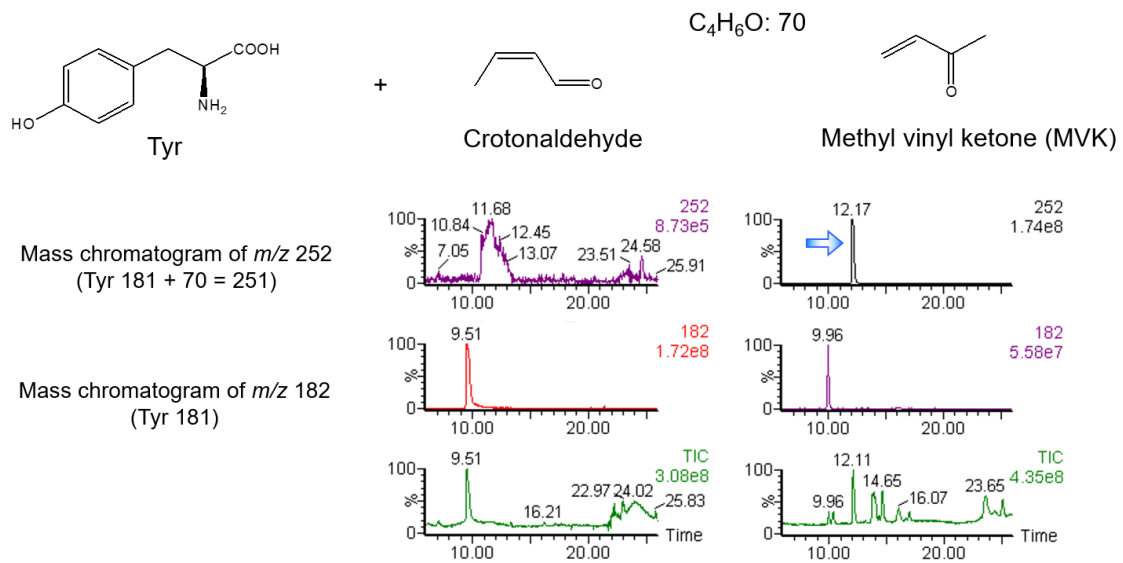 C₄H₆O: 70
COOH
NH₂
HO
Tyr
+
O
Crotonaldehyde
O
Methyl vinyl ketone (MVK)
Mass chromatogram of m/z 252
(Tyr 181 + 70 = 251)
252
8.73e5
100
%
0
7.05
10.84
11.68
12.45
13.07
23.51
24.58
25.91
10.00
20.00
252
1.74e8
100
%
0
12.17
10.00
20.00
Mass chromatogram of m/z 182
(Tyr 181)
182
1.72e8
100
%
0
9.51
10.00
20.00
182
5.58e7
100
%
0
9.96
10.00
20.00
TIC
3.08e8
100
%
0
9.51
16.21
22.97
24.02
25.83
Time
10.00
20.00
TIC
4.35e8
100
%
0
9.96
12.11
14.65
16.07
23.65
Time
10.00
20.00